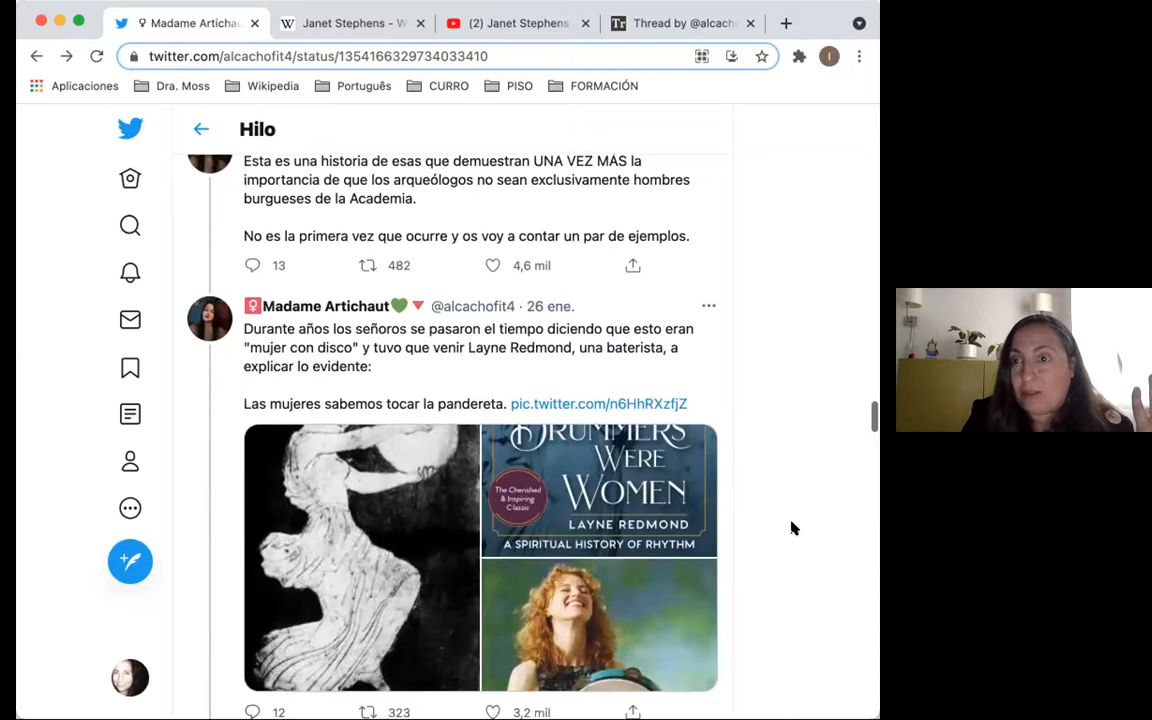 Madame Artichau
Janet Stephens - W
(2) Janet Stephens
Tr
Thread by @alcach
twitter.com/alcachofit4/status/1354166329734033410
I
Aplicaciones
Dra. Moss
Wikipedia
Portugués
CURRO
PISO
FORMACIÓN
Hilo
Esta es una historia de esas que demuestran UNA VEZ MÁS la
importancia de que los arqueólogos no sean exclusivamente hombres
burgueses de la Academia.
No es la primera vez que ocurre y os voy a contar un par de ejemplos.
13
482
4,6 mil
Madame Artichaut
@alcachofit4 · 26 ene.
Durante años los señoros se pasaron el tiempo diciendo que esto eran
"mujer con disco" y tuvo que venir Layne Redmond, una baterista, a
explicar lo evidente:
Las mujeres sabemos tocar la pandereta. pic.twitter.com/n6HhRXzfjZ
DRUMMERS
WERE
WOMEN
The Cherished
& Inspiring
Classic
LAYNE REDMOND
A SPIRITUAL HISTORY OF RHYTHM
12
323
3,2 mil